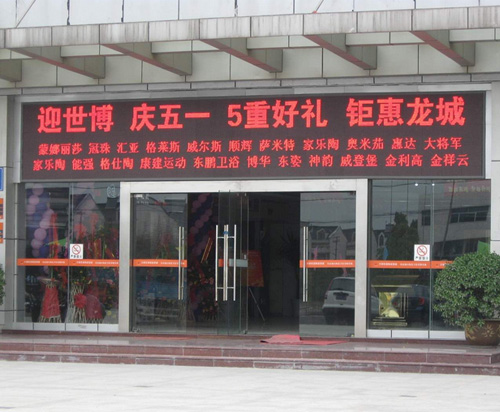 迎世博 庆五一 5重好礼 钜惠龙城
蒙娜丽莎 冠珠 汇亚 格莱斯 威尔斯 顺辉 萨米特 家乐陶 奥米茄 惠达 大将军
家乐陶 能强 格仕陶 康建运动 东鹏卫浴 博华 东姿 神韵 威登堡 金利高 金祥云